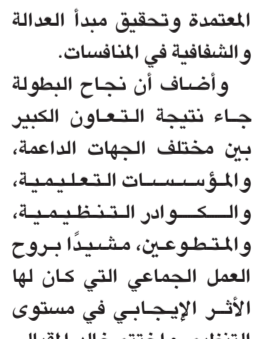 المعتمدة وتحقيق مبدأ العدالة
والشفافية في المنافسات.
وأضاف أن نجاح البطولة
جاء نتيجة التعاون الكبير
بين مختلف الجهات الداعمة،
والمؤسسات التعليمية،
والكوادر التنظيمية،
والمتطوعين، مشيدًا بروح
العمل الجماعي التي كان لها
الأثر الإيجابي في مستوى